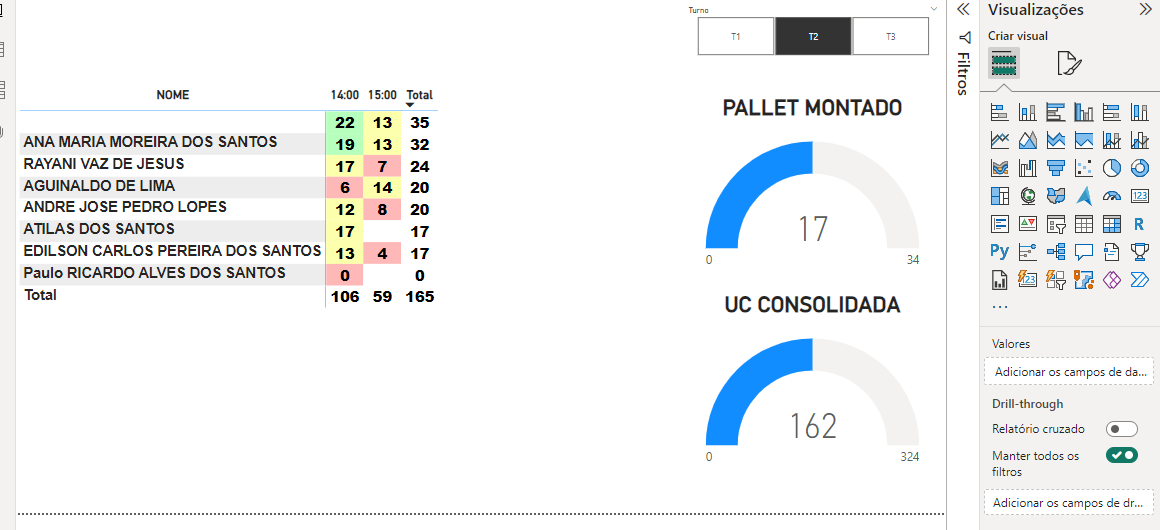 Turno
T1 T2 T3
NOME 14:00 15:00 Total
22 13 35
ANA MARIA MOREIRA DOS SANTOS 19 13 32
RAYANI VAZ DE JESUS 17 7 24
AGUINALDO DE LIMA 6 14 20
ANDRE JOSE PEDRO LOPES 12 8 20
ATILAS DOS SANTOS 17 17
EDILSON CARLOS PEREIRA DOS SANTOS 13 4 17
Paulo RICARDO ALVES DOS SANTOS 0 0
Total 106 59 165
PALLET MONTADO
17
0 34
UC CONSOLIDADA
162
0 324
Filtros
Visualizações
Criar visual
123
R
Py
123
...
Valores
Adicionar os campos de da...
Drill-through
Relatório cruzado
Manter todos os
filtros
Adicionar os campos de dr...